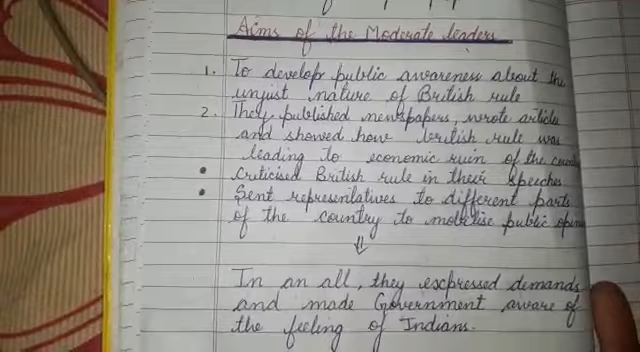 Aims of the Moderate leaders
1. To develop public awareness about the
unjust nature of British rule
2. They published newspapers, wrote article
and showed how british rule was
leading to economic ruin of the
• Criticised British rule in their speeches
• Sent representatives to different parts
of the country to mobilise public
⇓
In an all, they expressed demands
and made Government aware of
the feeling of Indians.